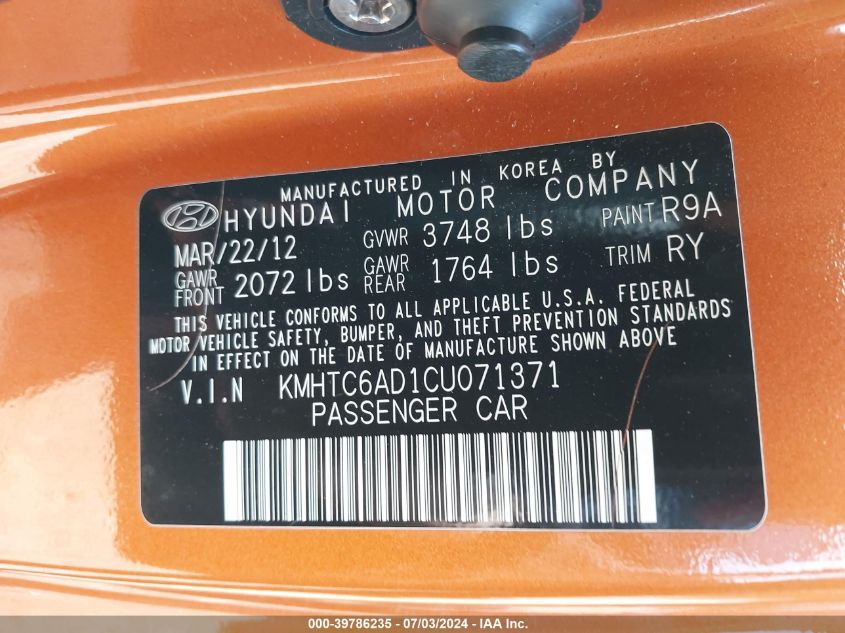 MANUFACTURED IN KOREA BY
HYUNDAI MOTOR COMPANY
MAR/22/12 GVWR 3748 lbs PAINT R9A
GAWR FRONT 2072 lbs GAWR REAR 1764 lbs TRIM RY
THIS VEHICLE CONFORMS TO ALL APPLICABLE U.S.A. FEDERAL
MOTOR VEHICLE SAFETY, BUMPER, AND THEFT PREVENTION STANDARDS
IN EFFECT ON THE DATE OF MANUFACTURE SHOWN ABOVE
V.I.N KMHTC6AD1CU071371
PASSENGER CAR
000-39786235 - 07/03/2024 - IAA Inc.